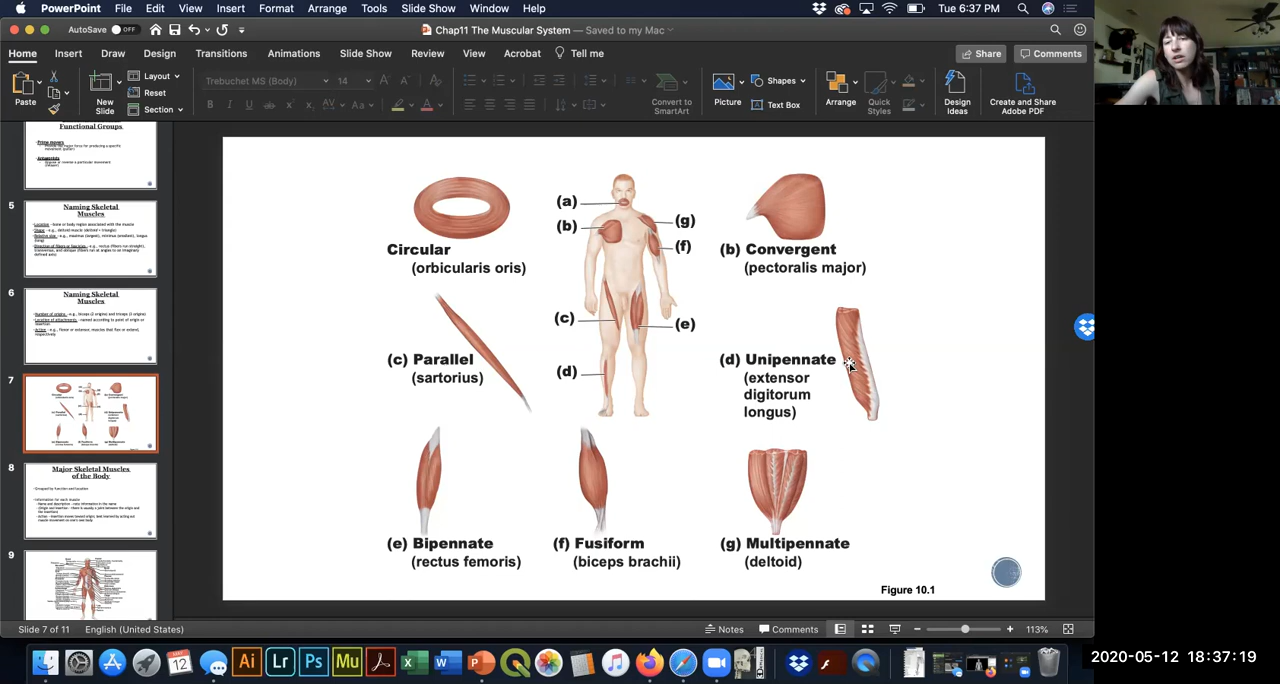 PowerPoint File Edit View Insert Format Arrange Tools Slide Show Window Help Tue 6:37 PM
AutoSave OFF Chap11 The Muscular System — Saved to my Mac
Home Insert Draw Design Transitions Animations Slide Show Review View Acrobat Tell me Share Comments
Paste New Slide Layout Reset Section Trebuchet MS (Body) 14 Convert to SmartArt Picture Shapes Text Box Arrange Quick Styles Design Ideas Create and Share Adobe PDF
Functional Groups
5
Naming Skeletal
Muscles
6
Naming Skeletal
Muscles
7
8
Major Skeletal Muscles
of the Body
9
(a)
(b)
(g)
(f)
(c)
(e)
(d)
Circular
(orbicularis oris)
(b) Convergent
(pectoralis major)
(c) Parallel
(sartorius)
(d) Unipennate
(extensor
digitorum
longus)
(e) Bipennate
(rectus femoris)
(f) Fusiform
(biceps brachii)
(g) Multipennate
(deltoid)
Figure 10.1
Slide 7 of 11 English (United States) Notes Comments 113%
2020-05-12 18:37:19